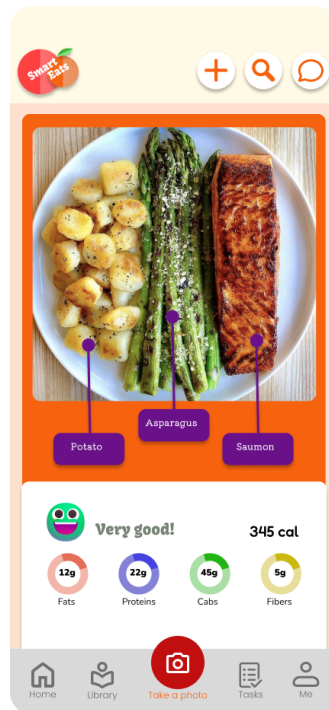 Smart
Eats
Potato
Asparagus
Saumon
Very good!
345 cal
12g
22g
45g
5g
Fats
Proteins
Cabs
Fibers
Home
Library
Take a photo
Tasks
Me